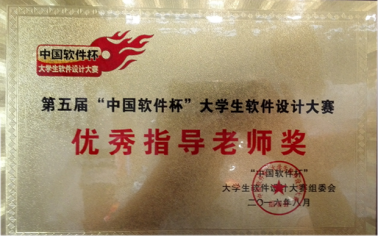 中国软件杯
大学生软件设计大赛
第五届“中国软件杯”大学生软件设计大赛
优秀指导老师奖
“中国软件杯”
大学生软件设计大赛组委会
二〇一六年八月